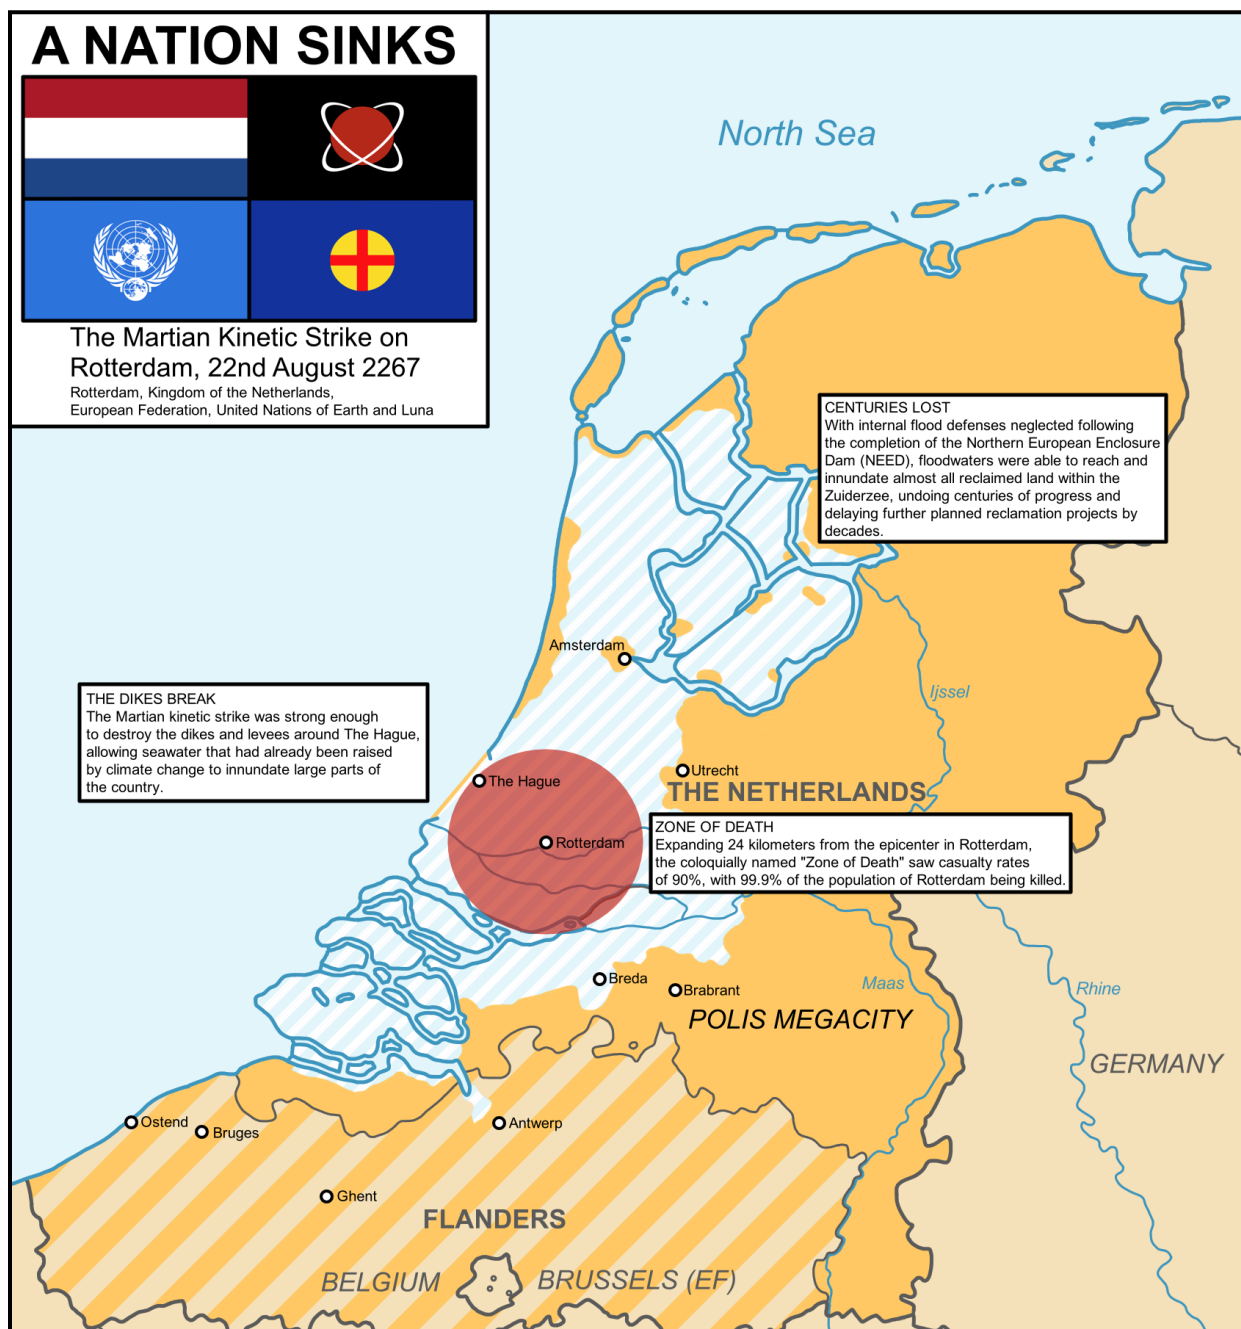 A NATION SINKS
The Martian Kinetic Strike on
Rotterdam, 22nd August 2267
Rotterdam, Kingdom of the Netherlands,
European Federation, United Nations of Earth and Luna
North Sea
CENTURIES LOST
With internal flood defenses neglected following
the completion of the Northern European Enclosure
Dam (NEED), floodwaters were able to reach and
innundate almost all reclaimed land within the
Zuiderzee, undoing centuries of progress and
delaying further planned reclamation projects by
decades.
Amsterdam
Ijssel
THE DIKES BREAK
The Martian kinetic strike was strong enough
to destroy the dikes and levees around The Hague,
allowing seawater that had already been raised
by climate change to innundate large parts of
the country.
The Hague
Utrecht
THE NETHERLANDS
Rotterdam
ZONE OF DEATH
Expanding 24 kilometers from the epicenter in Rotterdam,
the coloquially named "Zone of Death" saw casualty rates
of 90%, with 99.9% of the population of Rotterdam being killed.
Breda
Brabrant
Maas
Rhine
POLIS MEGACITY
GERMANY
Ostend
Bruges
Antwerp
Ghent
FLANDERS
BELGIUM
BRUSSELS (EF)